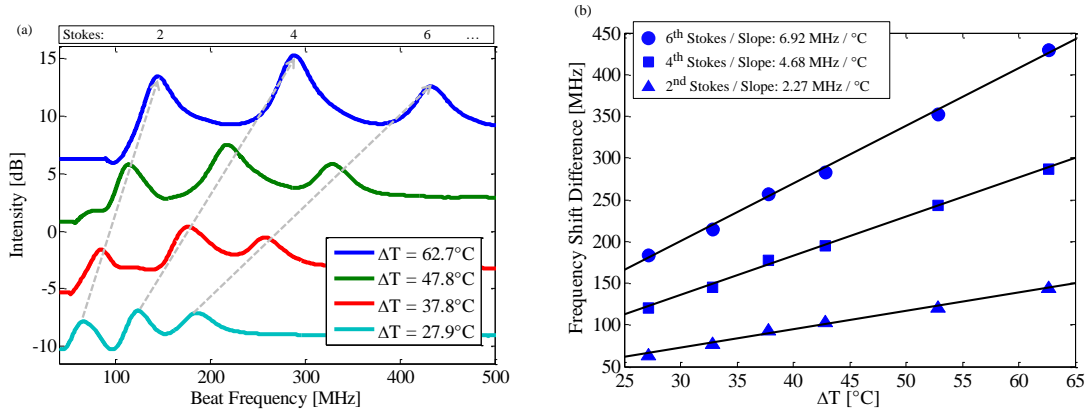 (a)
Stokes: 2 4 6 ...
15
10
5
0
-5
-10
Intensity [dB]
ΔT = 62.7°C
ΔT = 47.8°C
ΔT = 37.8°C
ΔT = 27.9°C
100 200 300 400 500
Beat Frequency [MHz]
(b)
450
400
350
300
250
200
150
100
50
Frequency Shift Difference [MHz]
6th Stokes / Slope: 6.92 MHz / °C
4th Stokes / Slope: 4.68 MHz / °C
2nd Stokes / Slope: 2.27 MHz / °C
25 30 35 40 45 50 55 60 65
ΔT [°C]